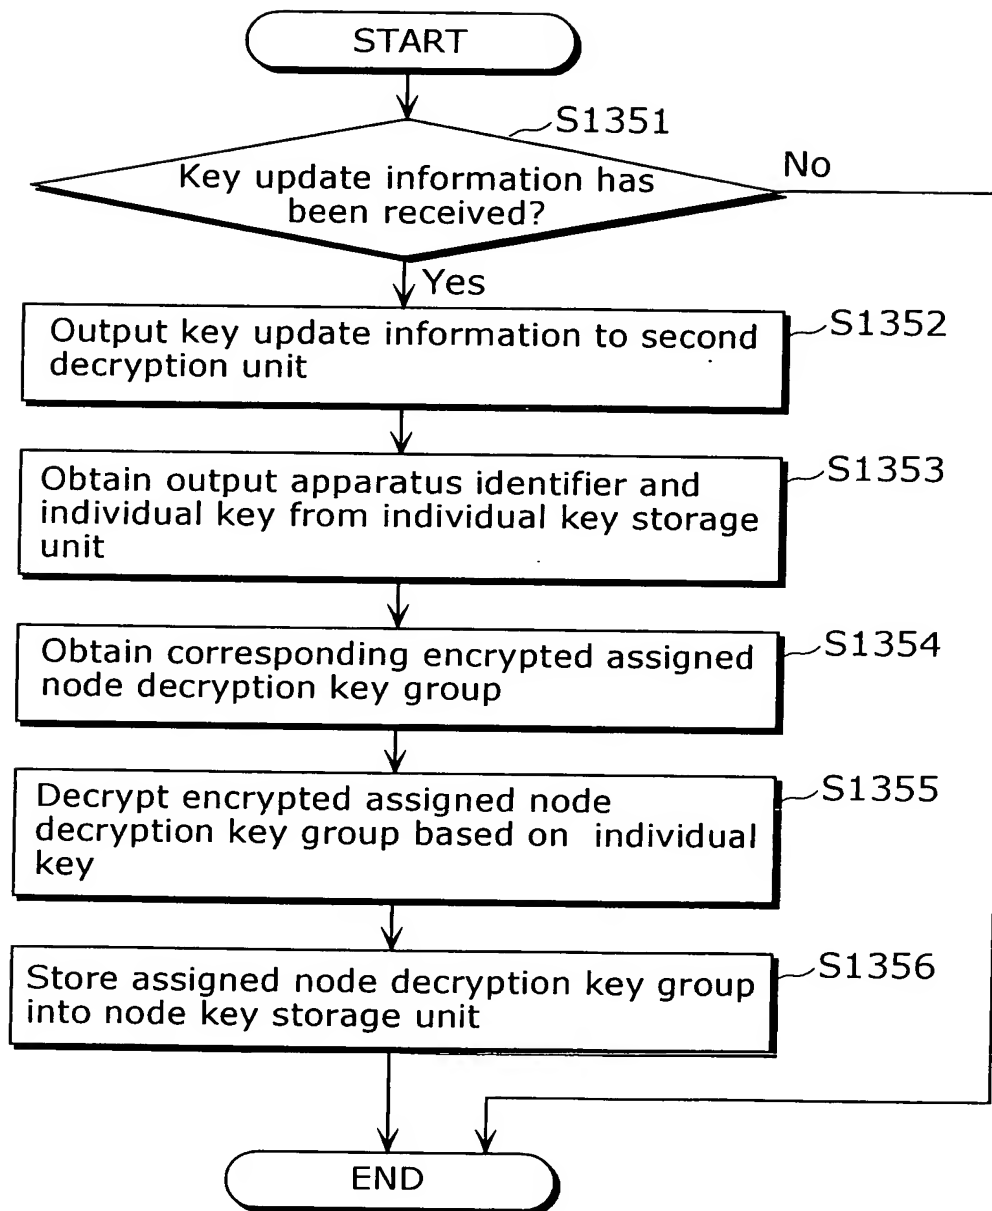 START
S1351
Key update information has
been received?
No
Yes
Output key update information to second
decryption unit
S1352
Obtain output apparatus identifier and
individual key from individual key storage
unit
S1353
Obtain corresponding encrypted assigned
node decryption key group
S1354
Decrypt encrypted assigned node
decryption key group based on individual
key
S1355
Store assigned node decryption key group
into node key storage unit
S1356
END